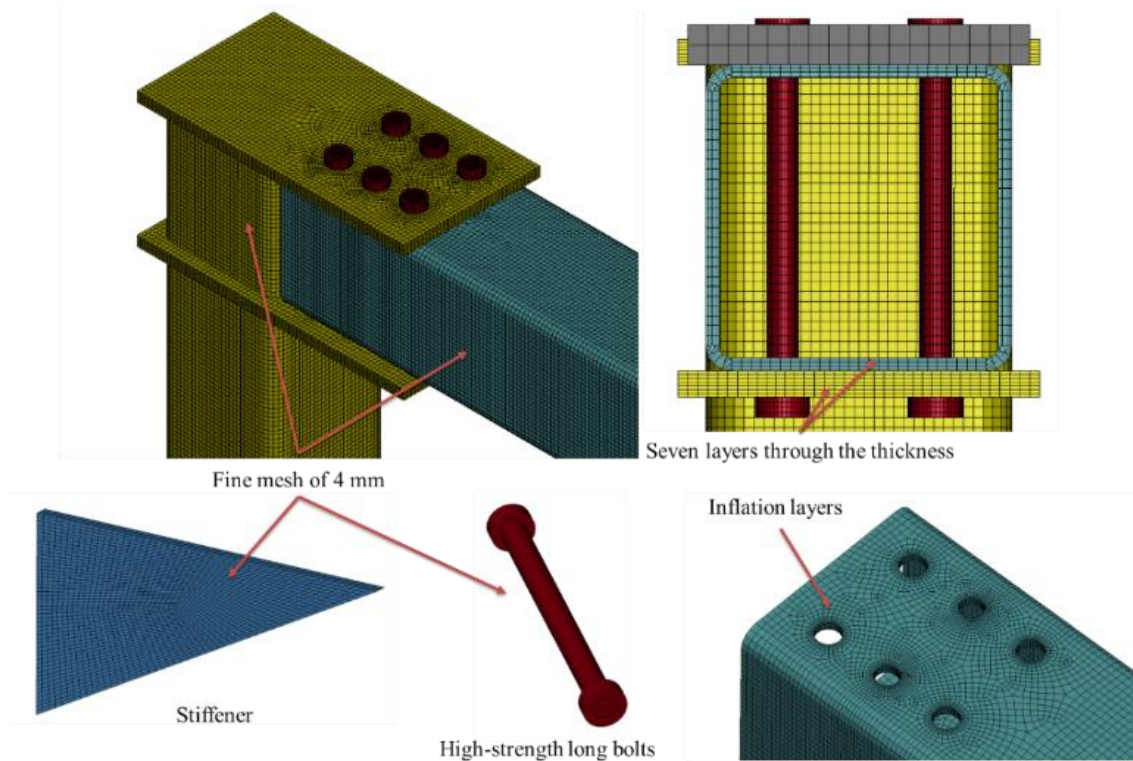 Seven layers through the thickness
Fine mesh of 4 mm
Inflation layers
Stiffener
High-strength long bolts